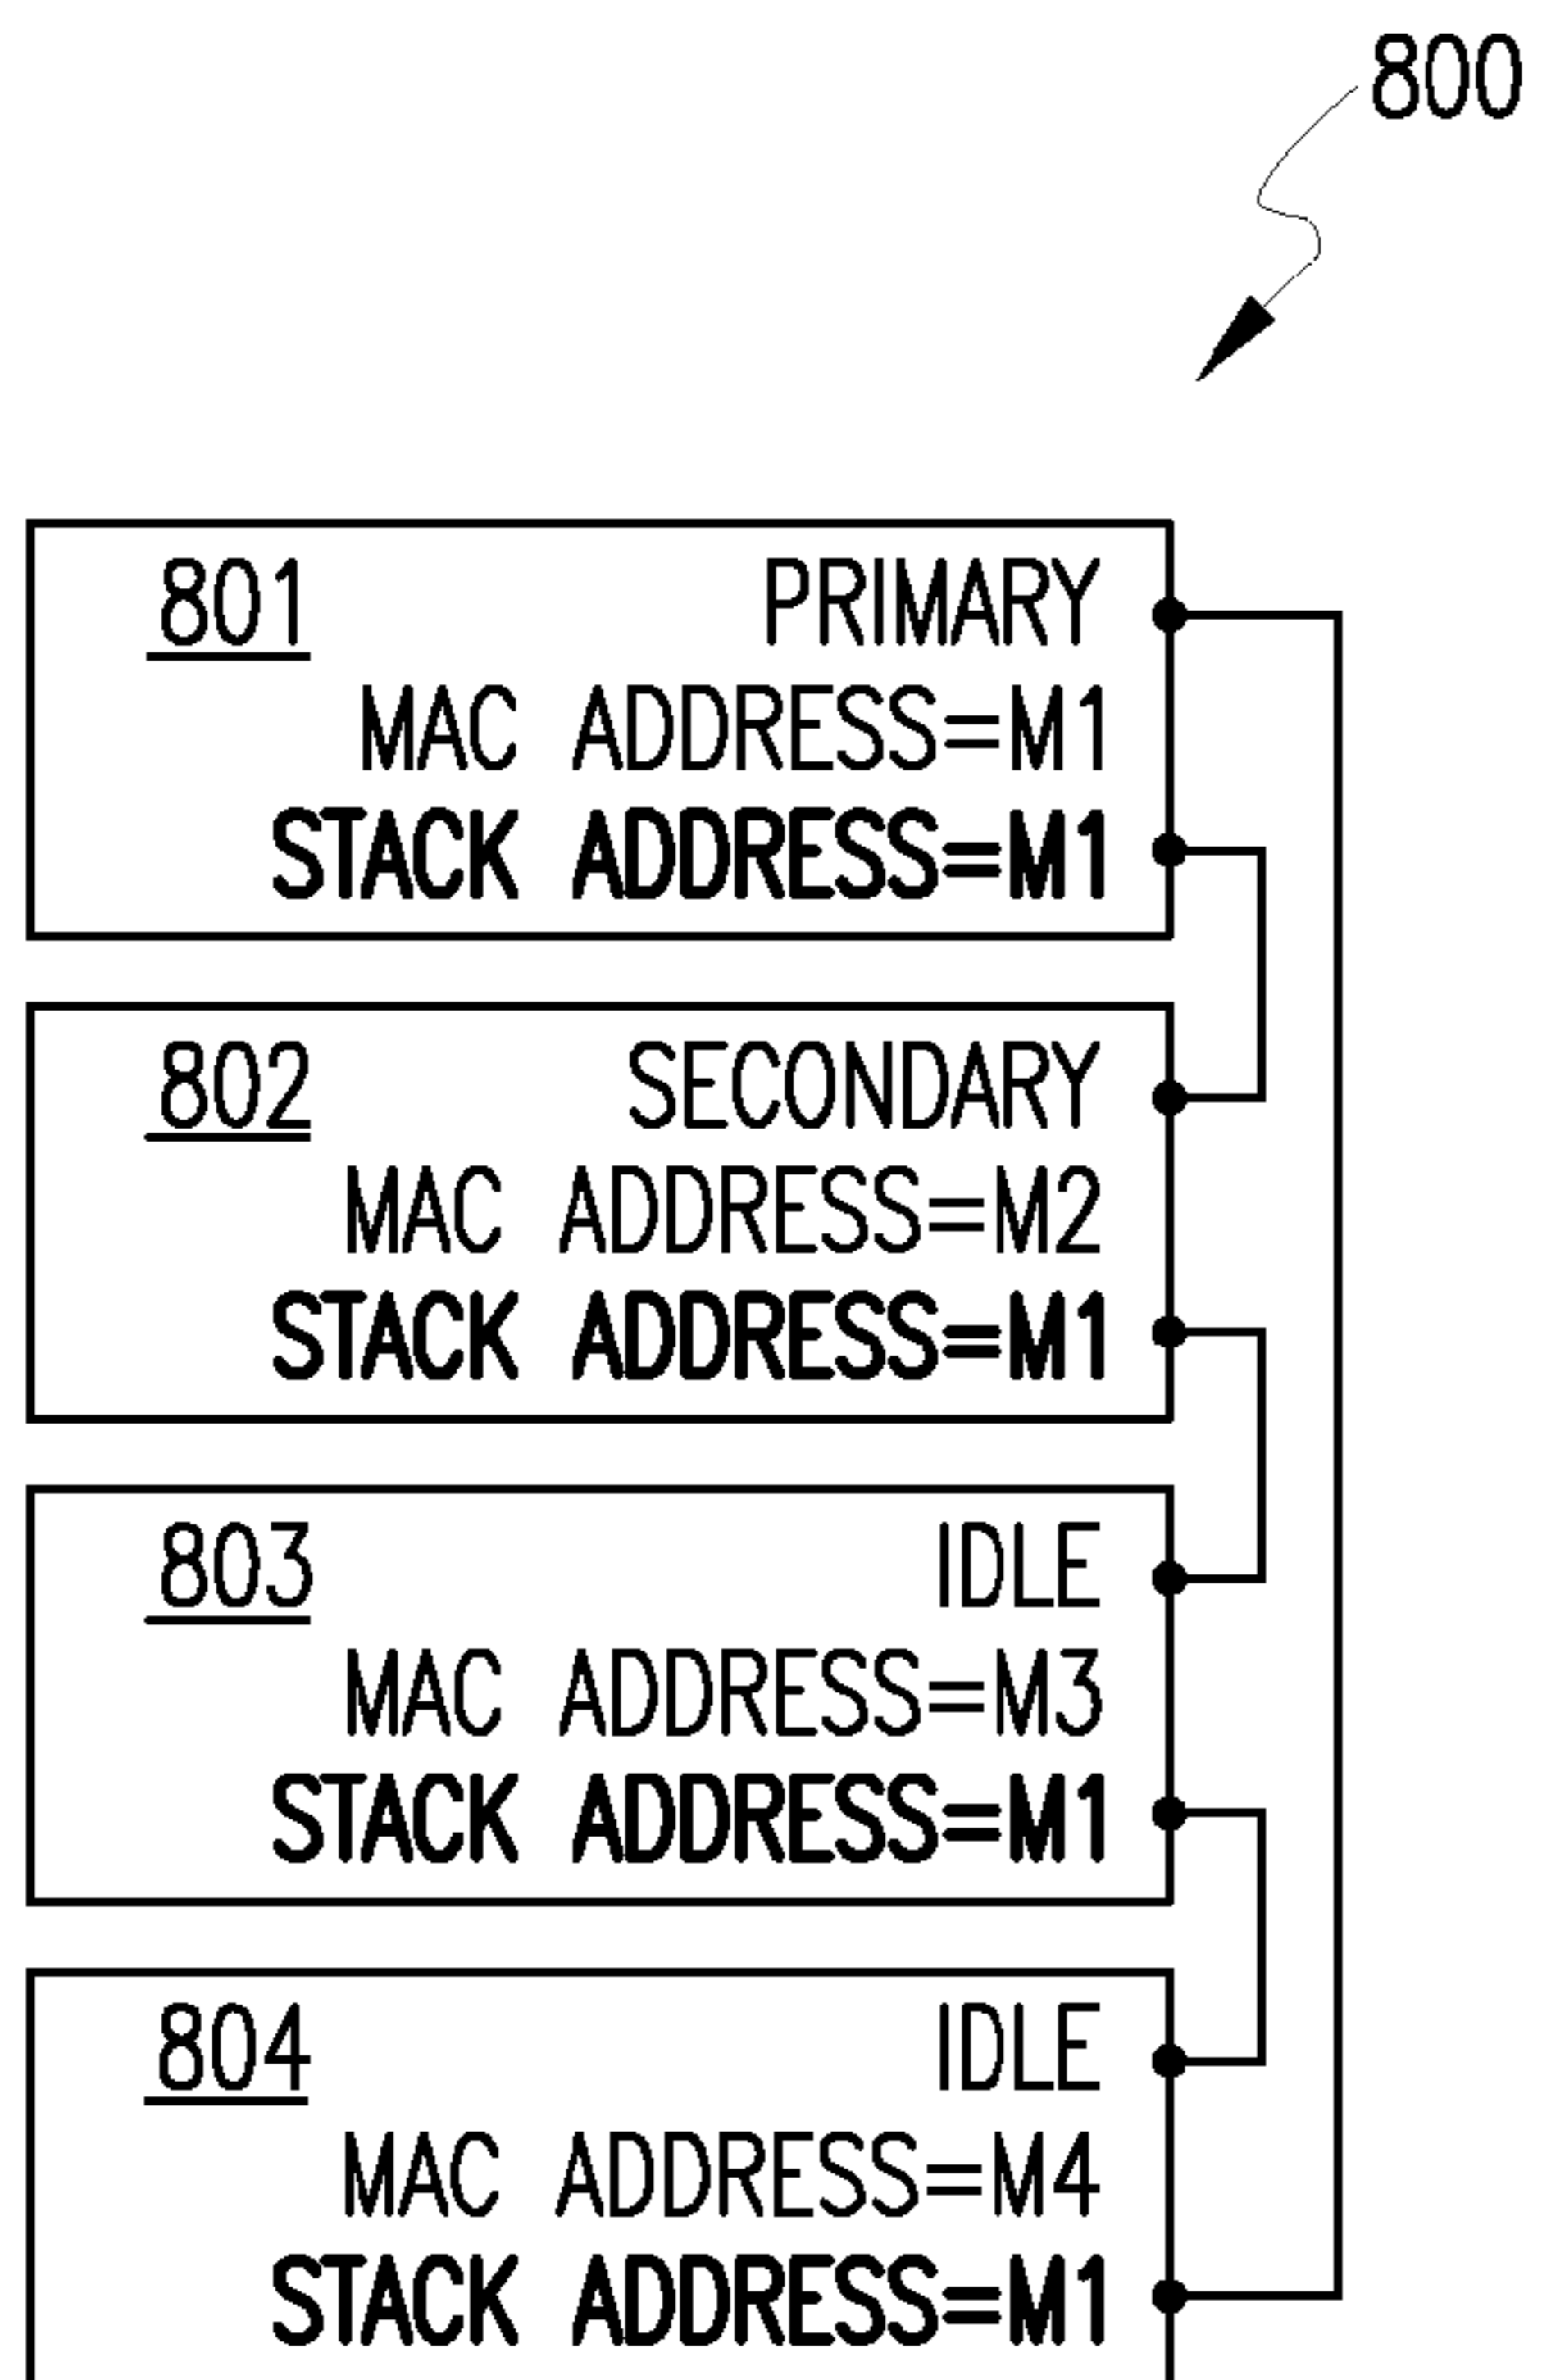 800
801 PRIMARY
MAC ADDRESS=M1
STACK ADDRESS=M1
802 SECONDARY
MAC ADDRESS=M2
STACK ADDRESS=M1
803 IDLE
MAC ADDRESS=M3
STACK ADDRESS=M1
804 IDLE
MAC ADDRESS=M4
STACK ADDRESS=M1